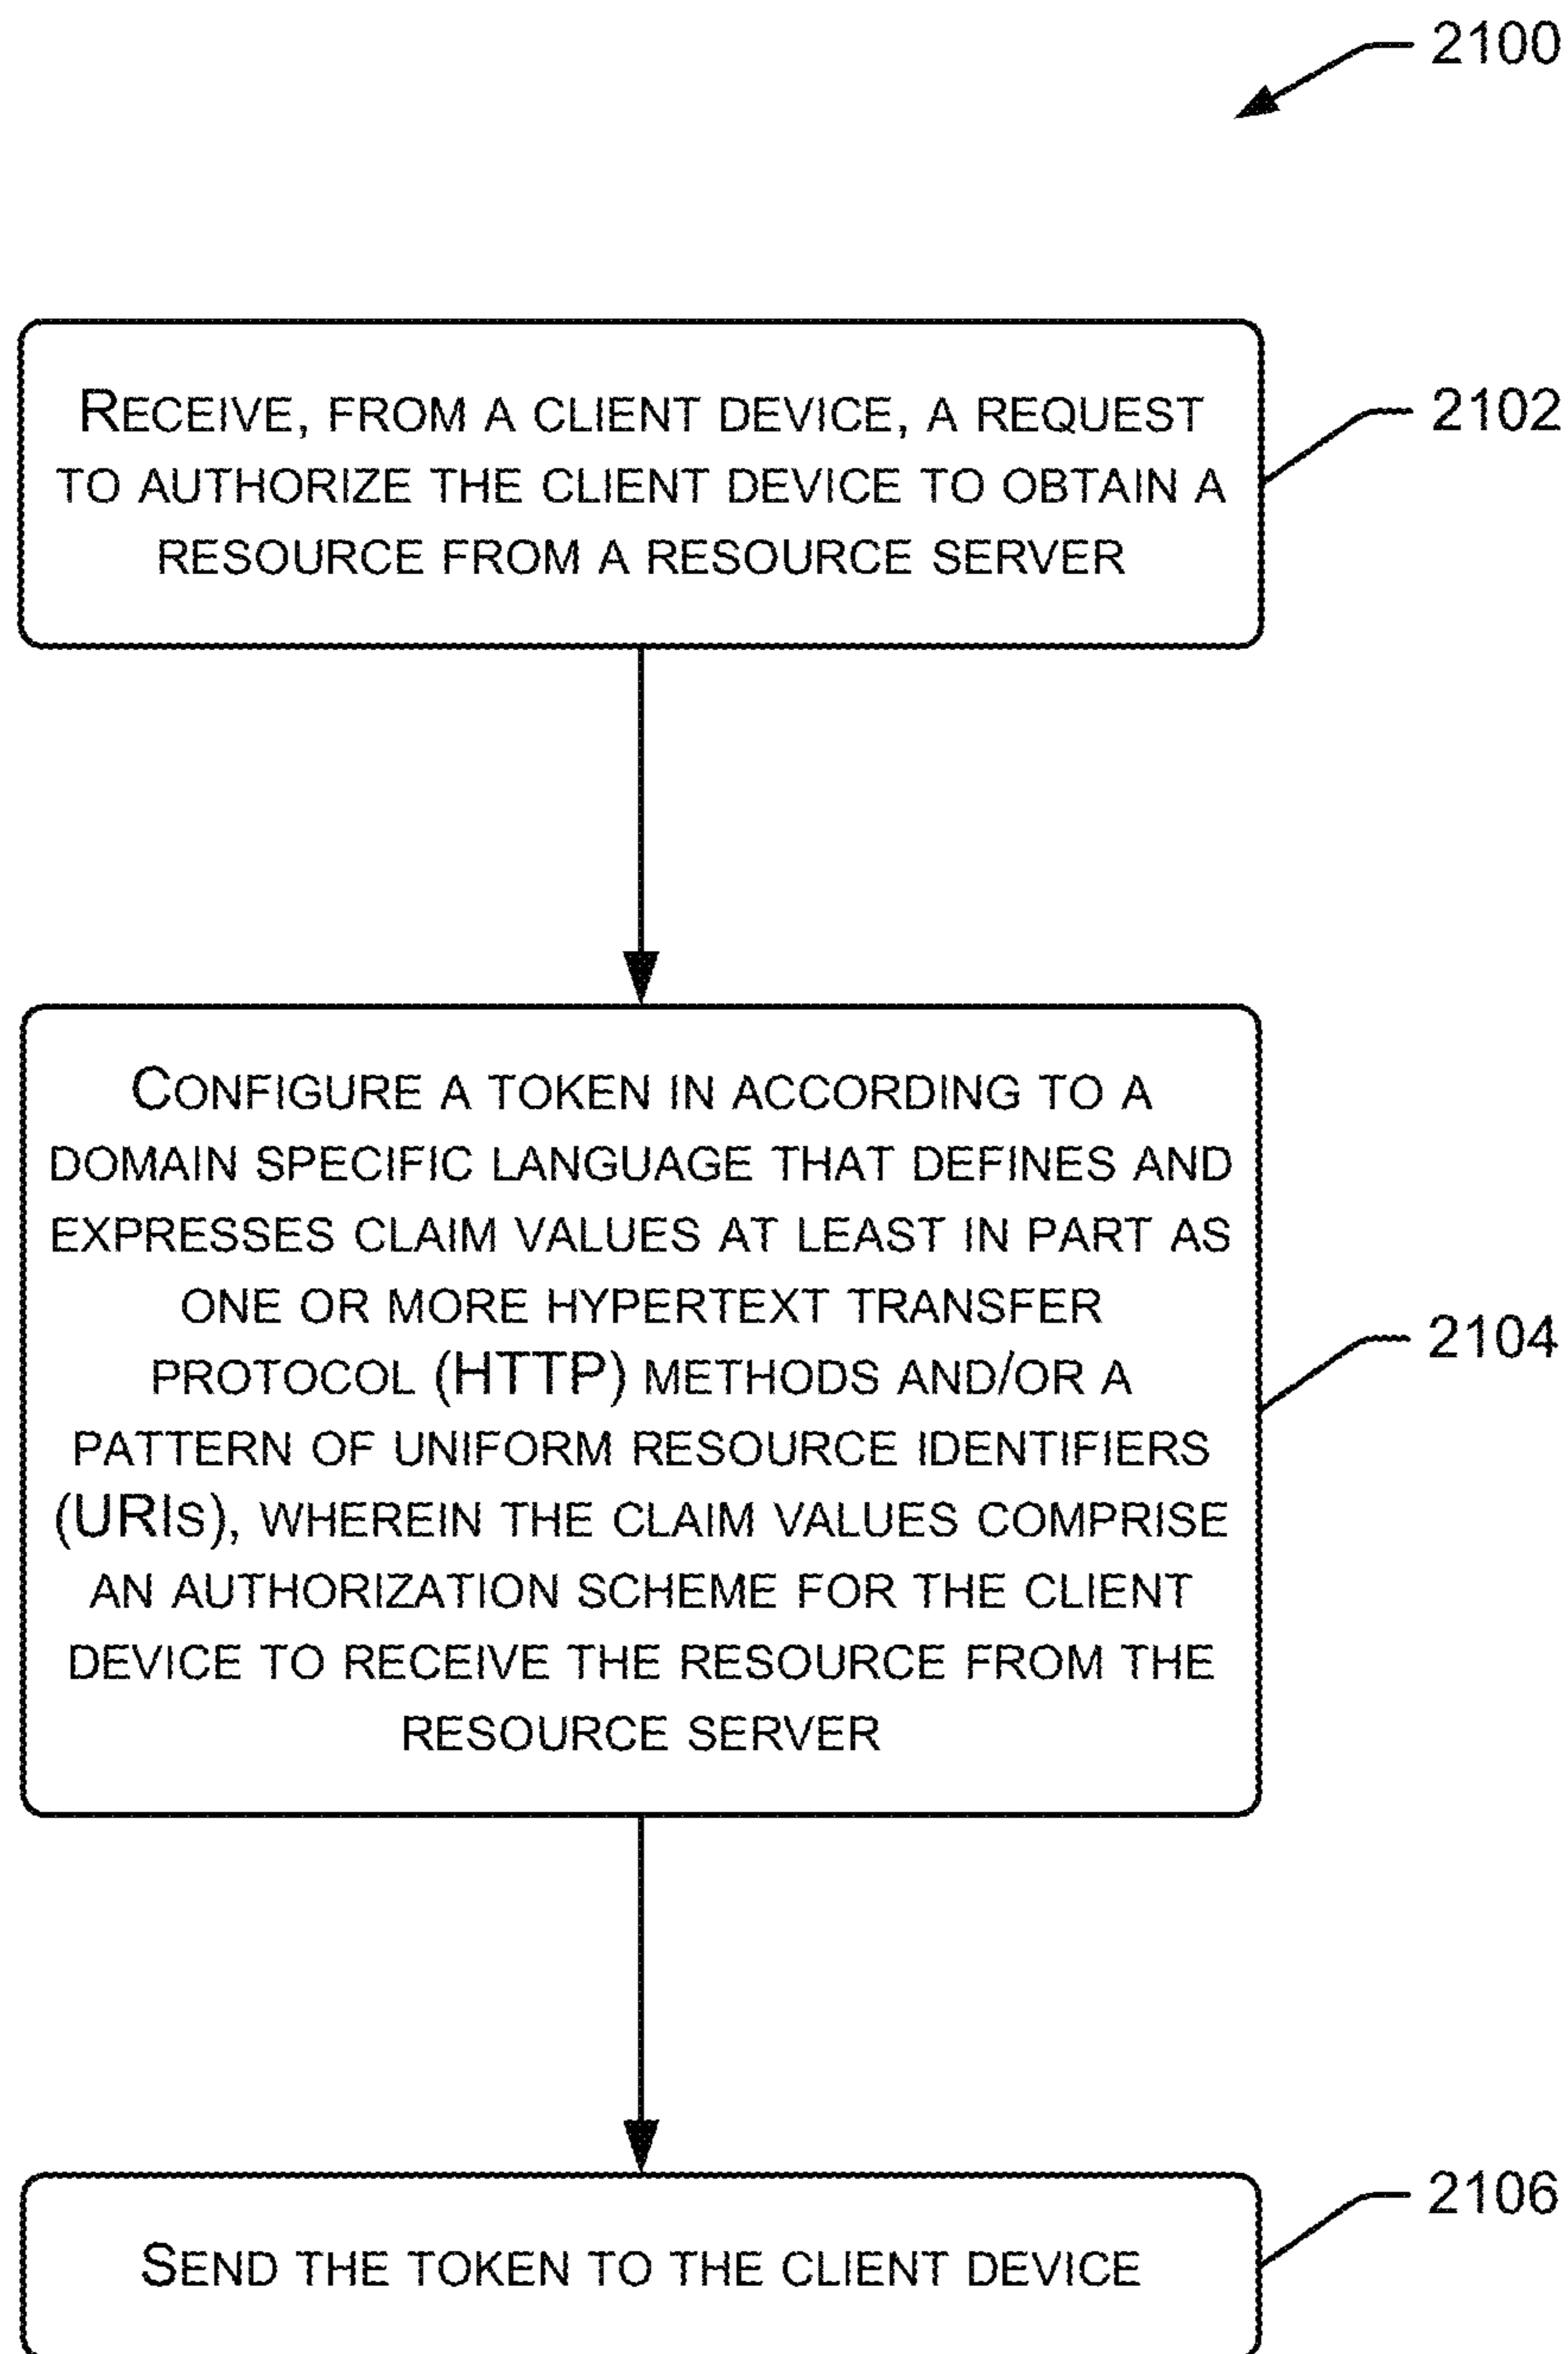 2100
RECEIVE, FROM A CLIENT DEVICE, A REQUEST
TO AUTHORIZE THE CLIENT DEVICE TO OBTAIN A
RESOURCE FROM A RESOURCE SERVER
2102
CONFIGURE A TOKEN IN ACCORDING TO A
DOMAIN SPECIFIC LANGUAGE THAT DEFINES AND
EXPRESSES CLAIM VALUES AT LEAST IN PART AS
ONE OR MORE HYPERTEXT TRANSFER
PROTOCOL (HTTP) METHODS AND/OR A
PATTERN OF UNIFORM RESOURCE IDENTIFIERS
(URIS), WHEREIN THE CLAIM VALUES COMPRISE
AN AUTHORIZATION SCHEME FOR THE CLIENT
DEVICE TO RECEIVE THE RESOURCE FROM THE
RESOURCE SERVER
2104
SEND THE TOKEN TO THE CLIENT DEVICE
2106